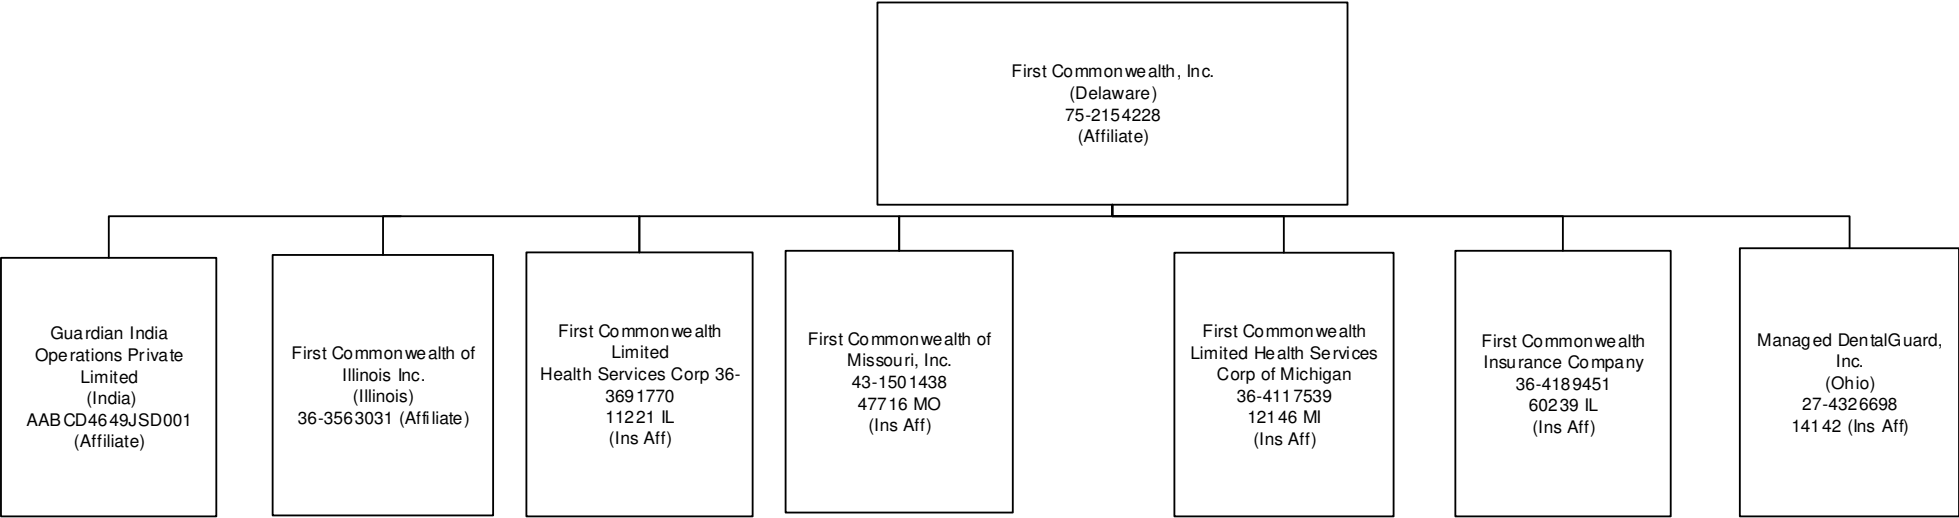 First Commonwealth, Inc.
(Delaware)
75-2154228
(Affiliate)
Guardian India
Operations Private
Limited
(India)
AABCD4649JSD001
(Affiliate)
First Commonwealth of
Illinois Inc.
(Illinois)
36-3563031 (Affiliate)
First Commonwealth
Limited
Health Services Corp 36-
3691770
11221 IL
(Ins Aff)
First Commonwealth of
Missouri, Inc.
43-1501438
47716 MO
(Ins Aff)
First Commonwealth
Limited Health Services
Corp of Michigan
36-4117539
12146 MI
(Ins Aff)
First Commonwealth
Insurance Company
36-4189451
60239 IL
(Ins Aff)
Managed DentalGuard,
Inc.
(Ohio)
27-4326698
14142 (Ins Aff)